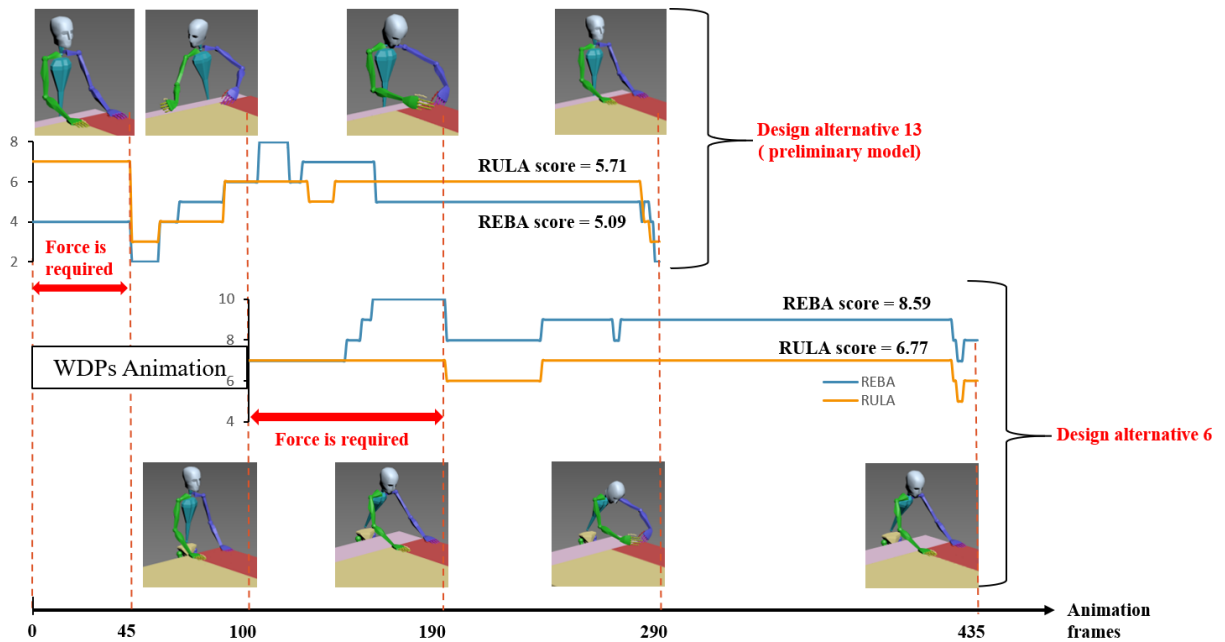 8
6
4
2
Force is
required
RULA score = 5.71
REBA score = 5.09
Design alternative 13
( preliminary model)
10
8
6
4
WDPs Animation
Force is required
REBA score = 8.59
RULA score = 6.77
REBA
RULA
Design alternative 6
0 45 100 190 290 435
Animation
frames